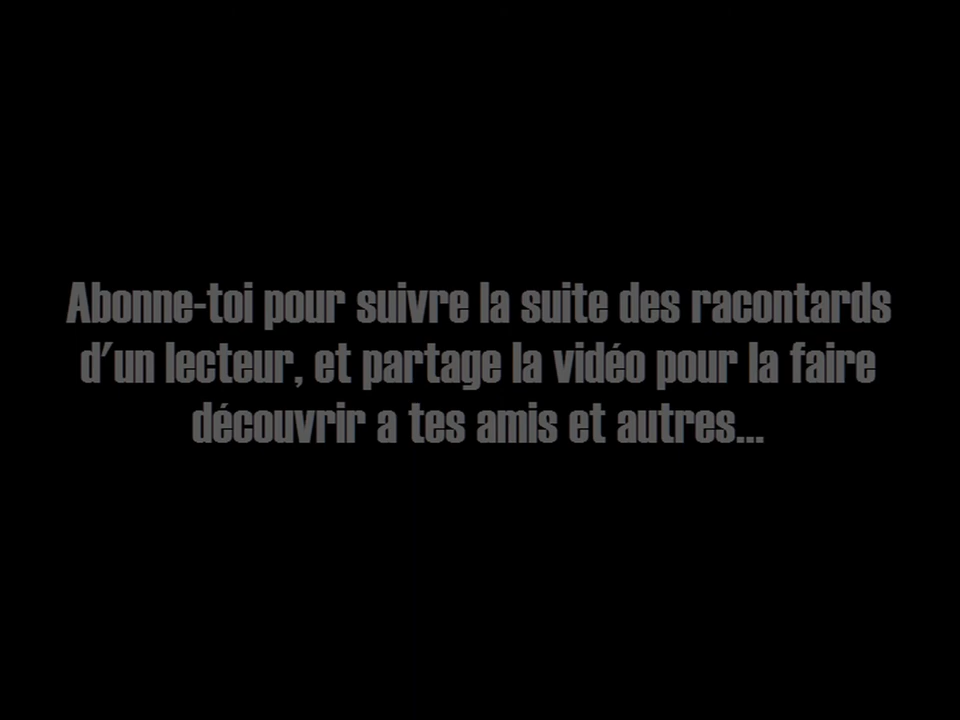 Abonne-toi pour suivre la suite des racontards
d'un lecteur, et partage la vidéo pour la faire
découvrir a tes amis et autres...